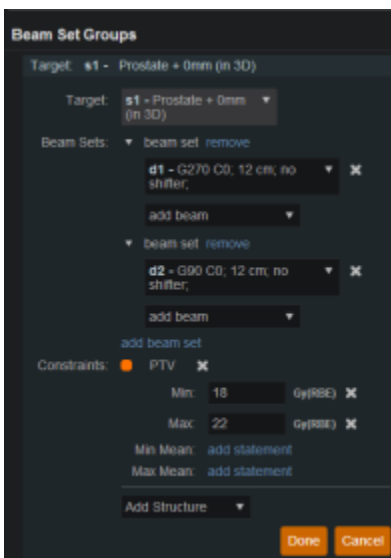 Beam Set Groups
Target: s1 - Prostate + 0mm (in 3D)
Target: s1 - Prostate + 0mm
(in 3D)
Beam Sets: beam set remove
d1 - G270 C0; 12 cm; no
shifter;
add beam
beam set remove
d2 - G90 C0; 12 cm; no
shifter;
add beam
add beam set
Constraints: PTV
Min: 18 Gy(RBE)
Max: 22 Gy(RBE)
Min Mean: add statement
Max Mean: add statement
Add Structure
Done Cancel